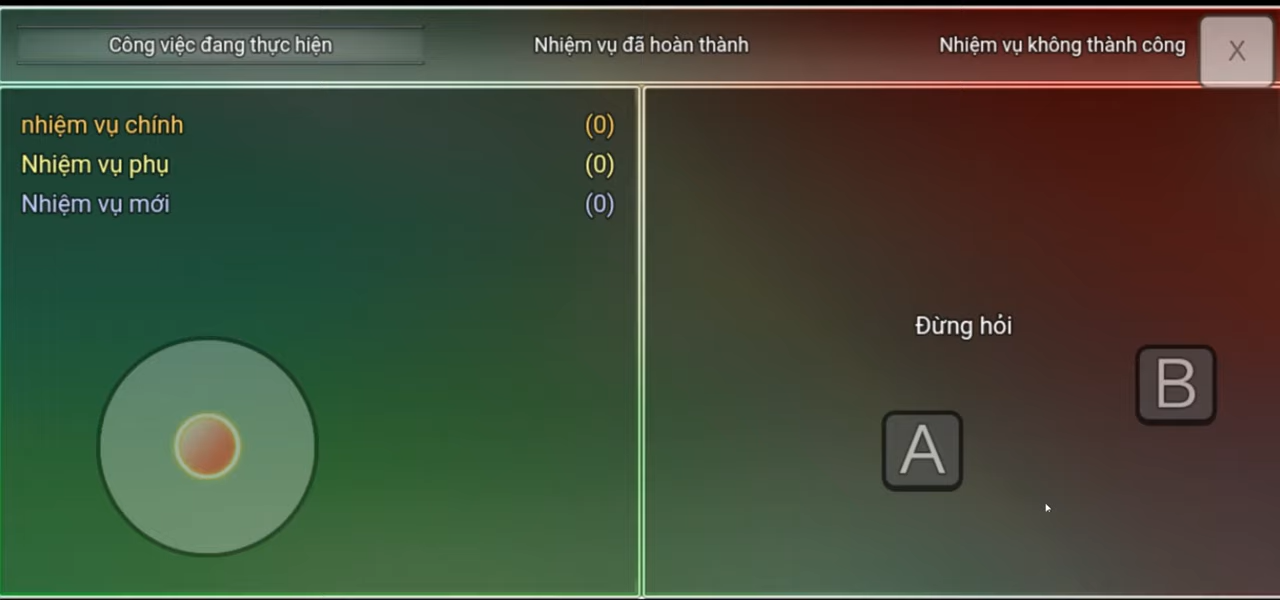 Công việc đang thực hiện
Nhiệm vụ đã hoàn thành
Nhiệm vụ không thành công
X
nhiệm vụ chính (0)
Nhiệm vụ phụ (0)
Nhiệm vụ mới (0)
Đừng hỏi
B
A